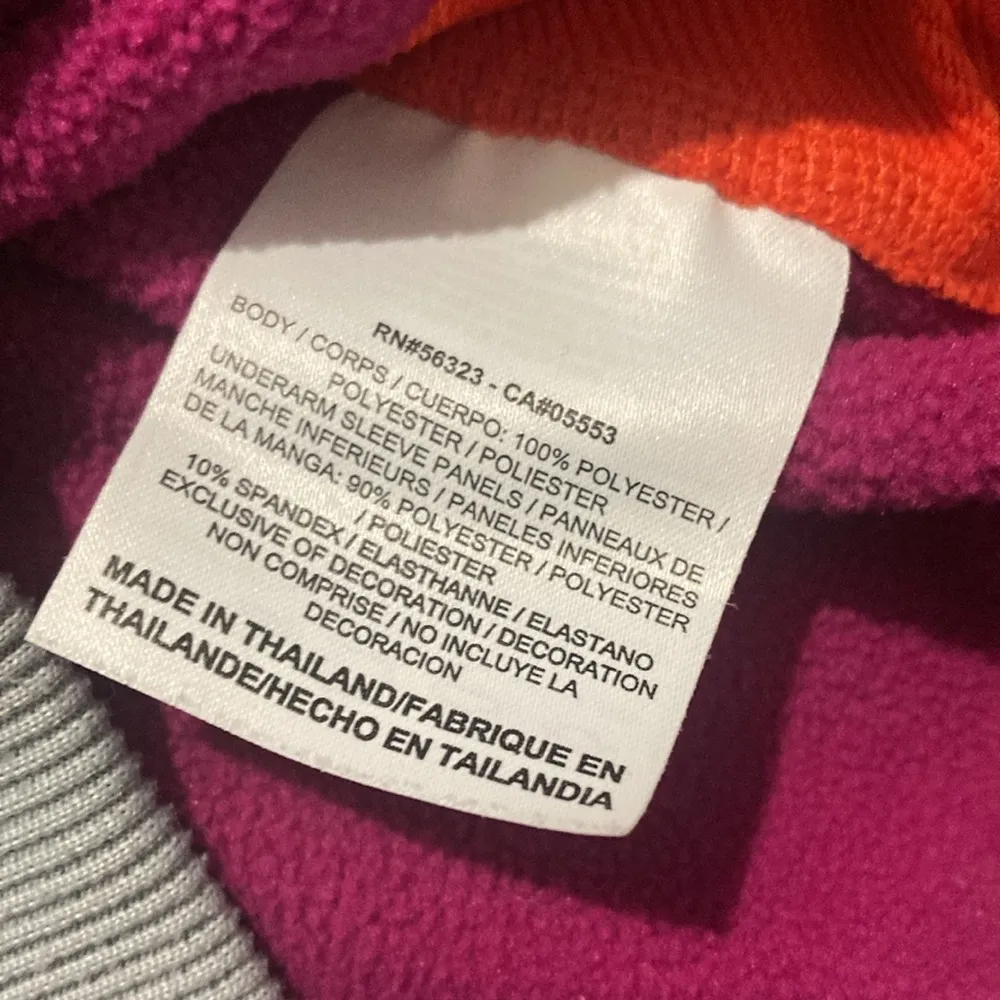 RN#56323 - CA#05553
BODY / CORPS / CUERPO: 100% POLYESTER /
POLYESTER / POLIESTER
UNDERARM SLEEVE PANELS / PANNEAUX DE
MANCHE INFERIEURS / PANELES INFERIORES
DE LA MANGA: 90% POLYESTER / POLYESTER
/ POLIESTER
10% SPANDEX / ELASTHANNE / ELASTANO
EXCLUSIVE OF DECORATION / DECORATION
NON COMPRISE / NO INCLUYE LA
DECORACION
MADE IN THAILAND/FABRIQUE EN
THAILANDE/HECHO EN TAILANDIA